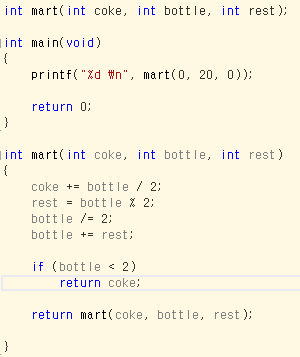 int mart(int coke, int bottle, int rest);
int main(void)
{
printf("%d ₩n", mart(0, 20, 0));
return 0;
}
int mart(int coke, int bottle, int rest)
{
coke += bottle / 2;
rest = bottle % 2;
bottle /= 2;
bottle += rest;
if (bottle < 2)
return coke;
return mart(coke, bottle, rest);
}